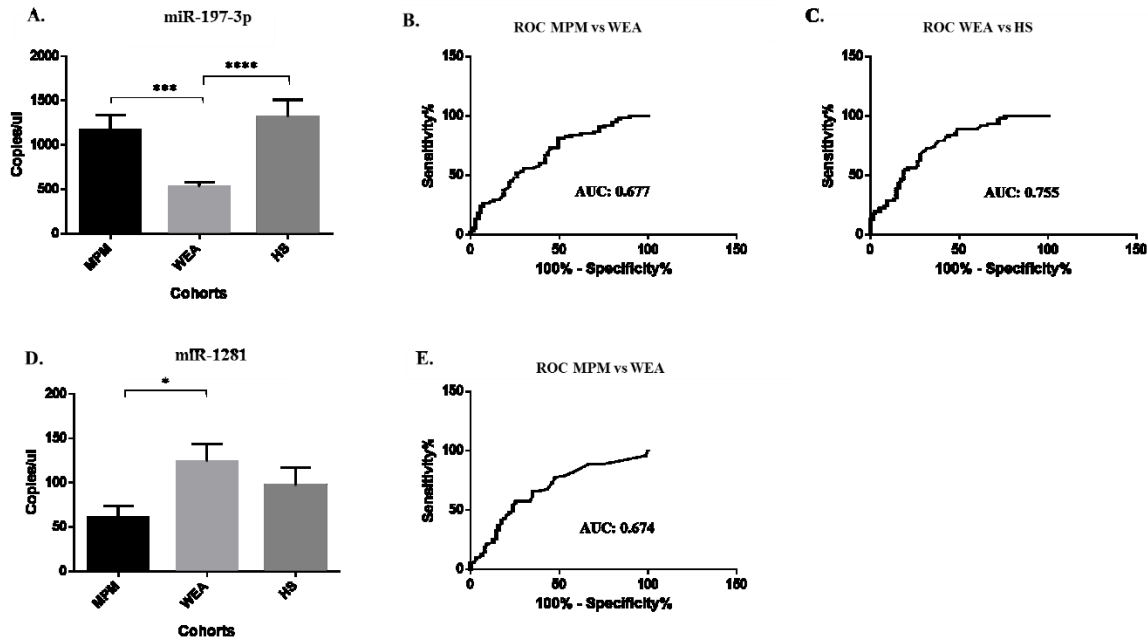 A.
miR-197-3p
2000
1500
1000
500
0
Copies/ul
***
****
MPM
WEA
HS
Cohorts
B.
ROC MPM vs WEA
150
100
50
0
Sensitivity%
AUC: 0.677
0
50
100
150
100% - Specificity%
C.
ROC WEA vs HS
150
100
50
0
Sensitivity%
AUC: 0.755
0
50
100
150
100% - Specificity%
D.
miR-1281
200
150
100
50
0
Copies/ul
*
MPM
WEA
HS
Cohorts
E.
ROC MPM vs WEA
150
100
50
0
Sensitivity%
AUC: 0.674
0
50
100
150
100% - Specificity%